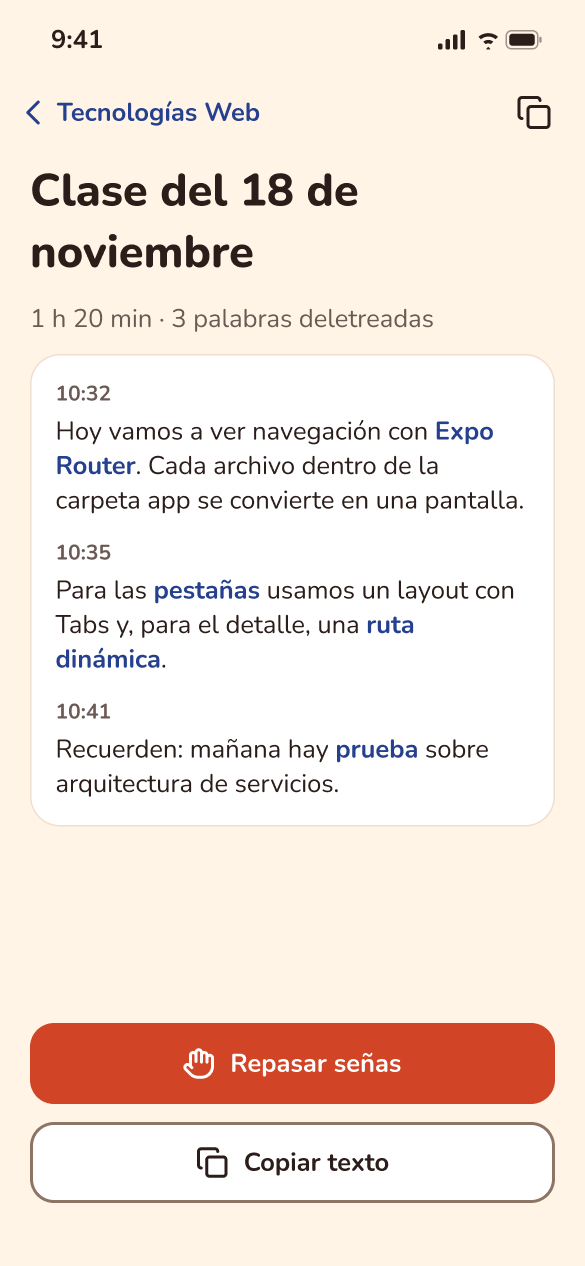 9:41
Tecnologías Web
Clase del 18 de
noviembre
1 h 20 min · 3 palabras deletreadas
10:32
Hoy vamos a ver navegación con Expo
Router. Cada archivo dentro de la
carpeta app se convierte en una pantalla.
10:35
Para las pestañas usamos un layout con
Tabs y, para el detalle, una ruta
dinámica.
10:41
Recuerden: mañana hay prueba sobre
arquitectura de servicios.
Repasar señas
Copiar texto